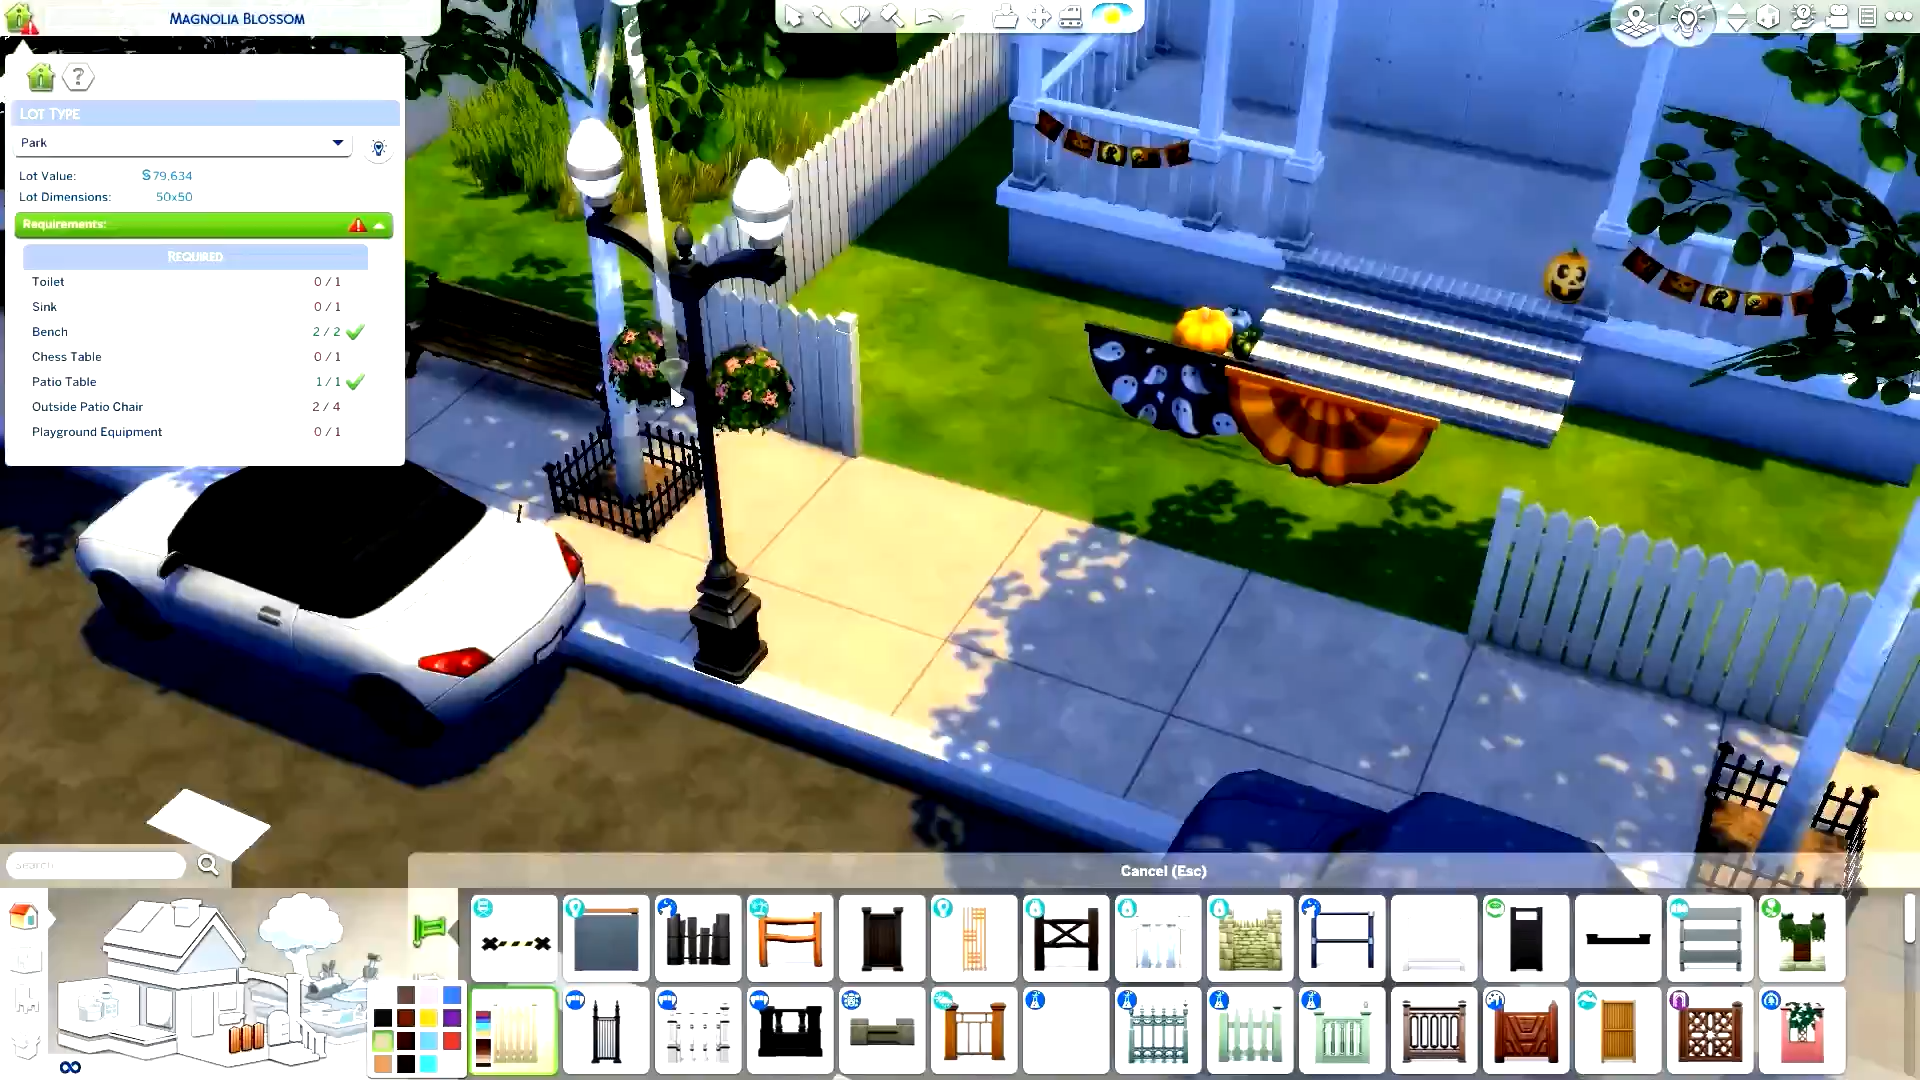 MAGNOLIA BLOSSOM
?
LOT TYPE
Park
Lot Value: $79,634
Lot Dimensions: 50x50
Requirements:
REQUIRED
Toilet 0 / 1
Sink 0 / 1
Bench 2 / 2
Chess Table 0 / 1
Patio Table 1 / 1
Outside Patio Chair 2 / 4
Playground Equipment 0 / 1
Search
Cancel (Esc)